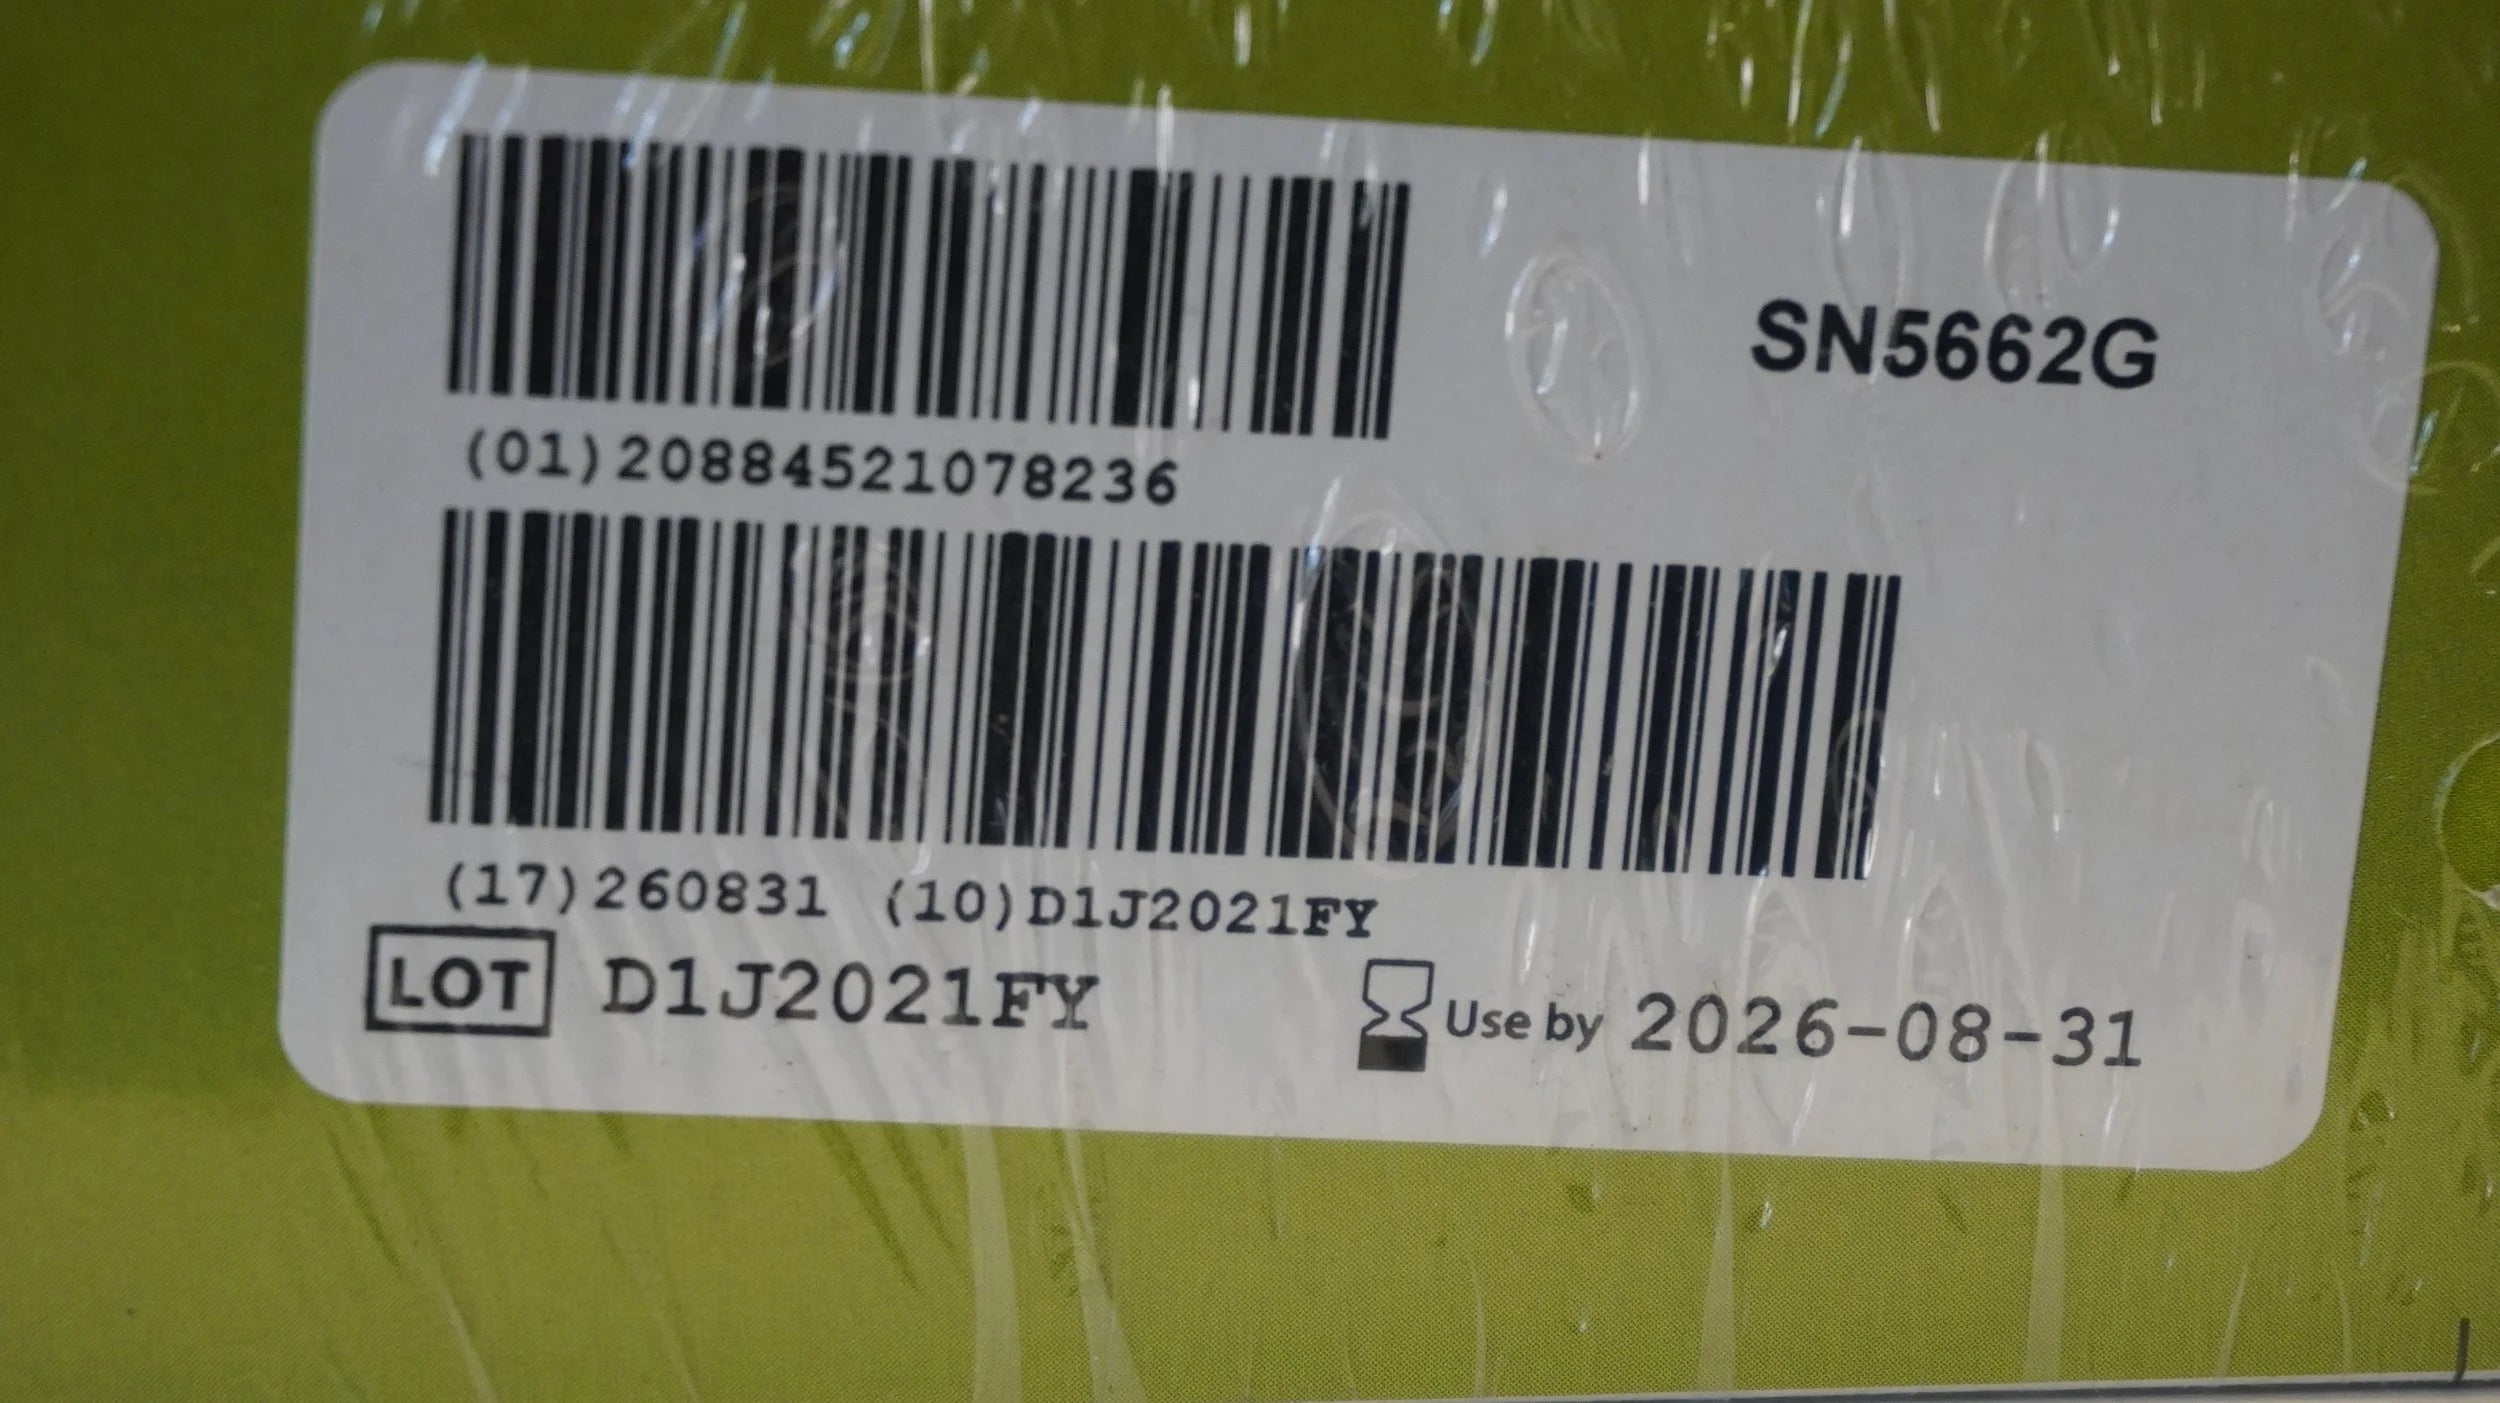 SN5662G
(01)20884521078236
(17)260831 (10)D1J2021FY
LOT D1J2021FY
Use by 2026-08-31